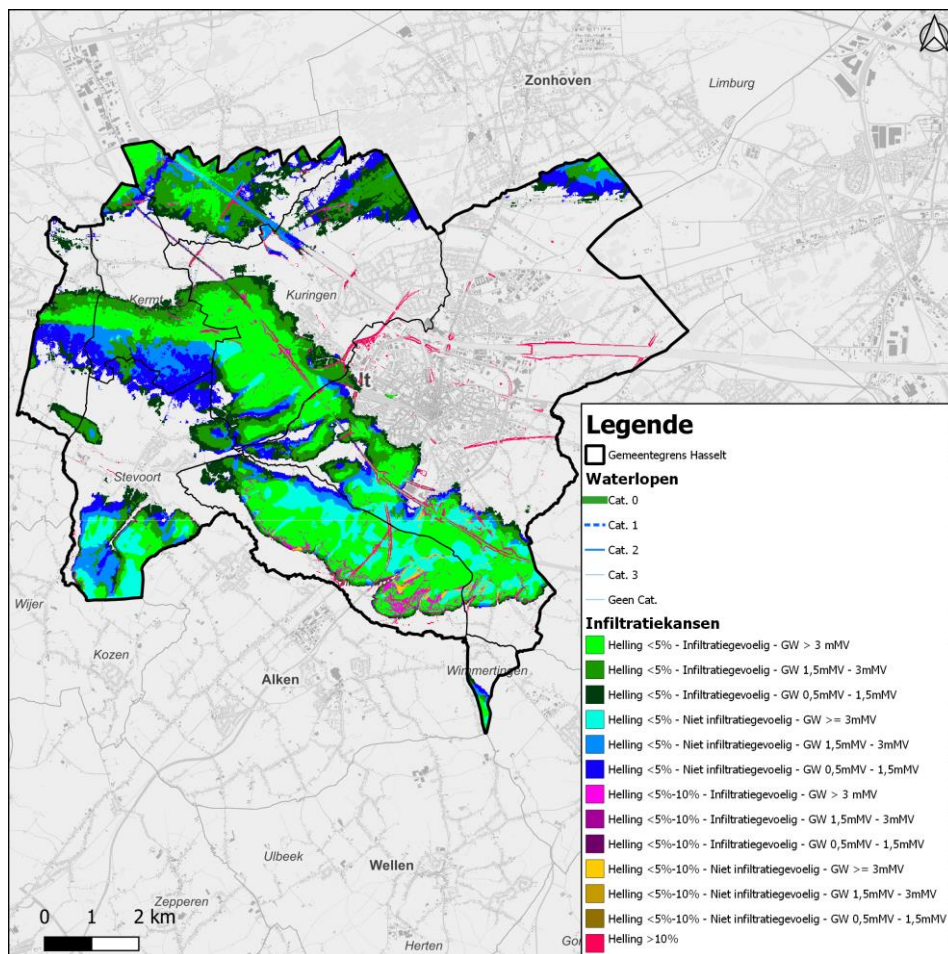 Zonhoven
Limburg
Kermt
Kuringen
lt
Stevoort
Wijer
Kozen
Alken
Wimmertingen
Ulbeek
Wellen
Zepperen
Herten
Gor
0 1 2 km
Legende
Gemeentegrens Hasselt
Waterlopen
Cat. 0
Cat. 1
Cat. 2
Cat. 3
Geen Cat.
Infiltratiekansen
Helling <5% - Infiltratiegevoelig - GW > 3 mMV
Helling <5% - Infiltratiegevoelig - GW 1,5mMV - 3mMV
Helling <5% - Infiltratiegevoelig - GW 0,5mMV - 1,5mMV
Helling <5% - Niet infiltratiegevoelig - GW >= 3mMV
Helling <5% - Niet infiltratiegevoelig - GW 1,5mMV - 3mMV
Helling <5% - Niet infiltratiegevoelig - GW 0,5mMV - 1,5mMV
Helling <5%-10% - Infiltratiegevoelig - GW > 3 mMV
Helling <5%-10% - Infiltratiegevoelig - GW 1,5mMV - 3mMV
Helling <5%-10% - Infiltratiegevoelig - GW 0,5mMV - 1,5mMV
Helling <5%-10% - Niet infiltratiegevoelig - GW >= 3mMV
Helling <5%-10% - Niet infiltratiegevoelig - GW 1,5mMV - 3mMV
Helling <5%-10% - Niet infiltratiegevoelig - GW 0,5mMV - 1,5mMV
Helling >10%